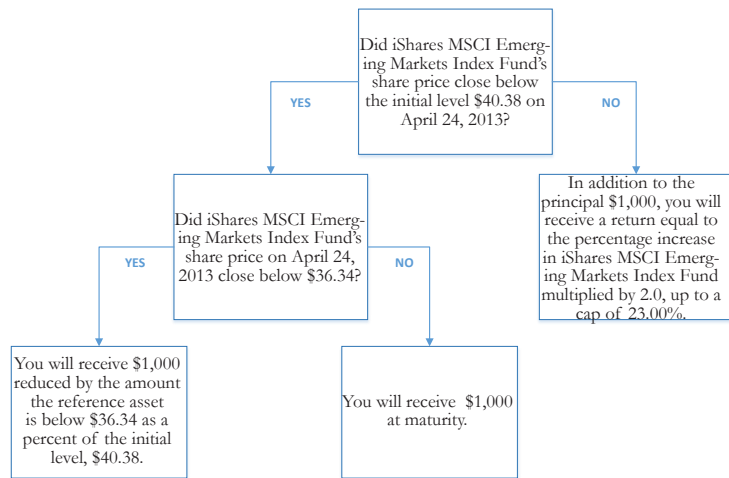 Did iShares MSCI Emerg-
ing Markets Index Fund's
share price close below
the initial level $40.38 on
April 24, 2013?
YES
NO
Did iShares MSCI Emerg-
ing Markets Index Fund's
share price on April 24,
2013 close below $36.34?
In addition to the
principal $1,000, you will
receive a return equal to
the percentage increase
in iShares MSCI Emerg-
ing Markets Index Fund
multiplied by 2.0, up to a
cap of 23.00%.
YES
NO
You will receive $1,000
reduced by the amount
the reference asset
is below $36.34 as a
percent of the initial
level, $40.38.
You will receive $1,000
at maturity.